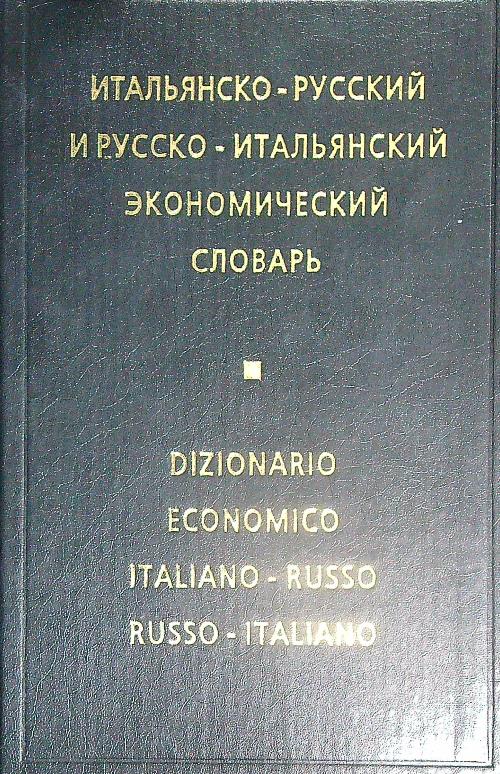 ИТАЛЬЯНСКО - РУССКИЙ
И РУССКО - ИТАЛЬЯНСКИЙ
ЭКОНОМИЧЕСКИЙ
СЛОВАРЬ
DIZIONARIO
ECONOMICO
ITALIANO - RUSSO
RUSSO - ITALIANO